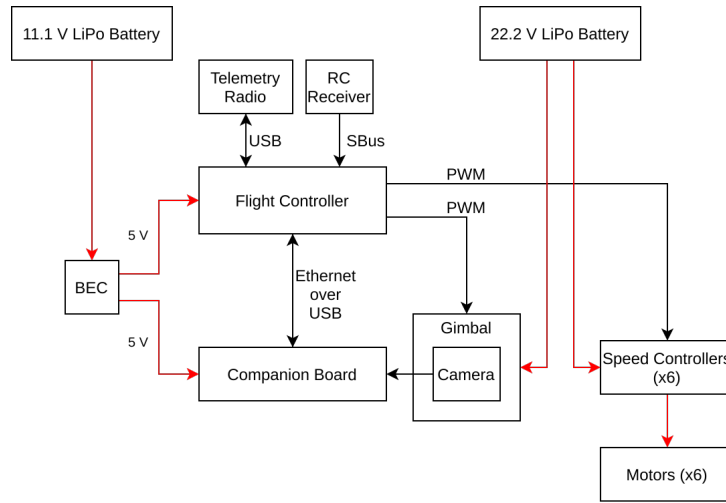 11.1 V LiPo Battery
22.2 V LiPo Battery
Telemetry
Radio
RC
Receiver
USB
SBus
PWM
Flight Controller
PWM
5 V
BEC
Ethernet
over
USB
5 V
Gimbal
Camera
Companion Board
Speed Controllers
(x6)
Motors (x6)